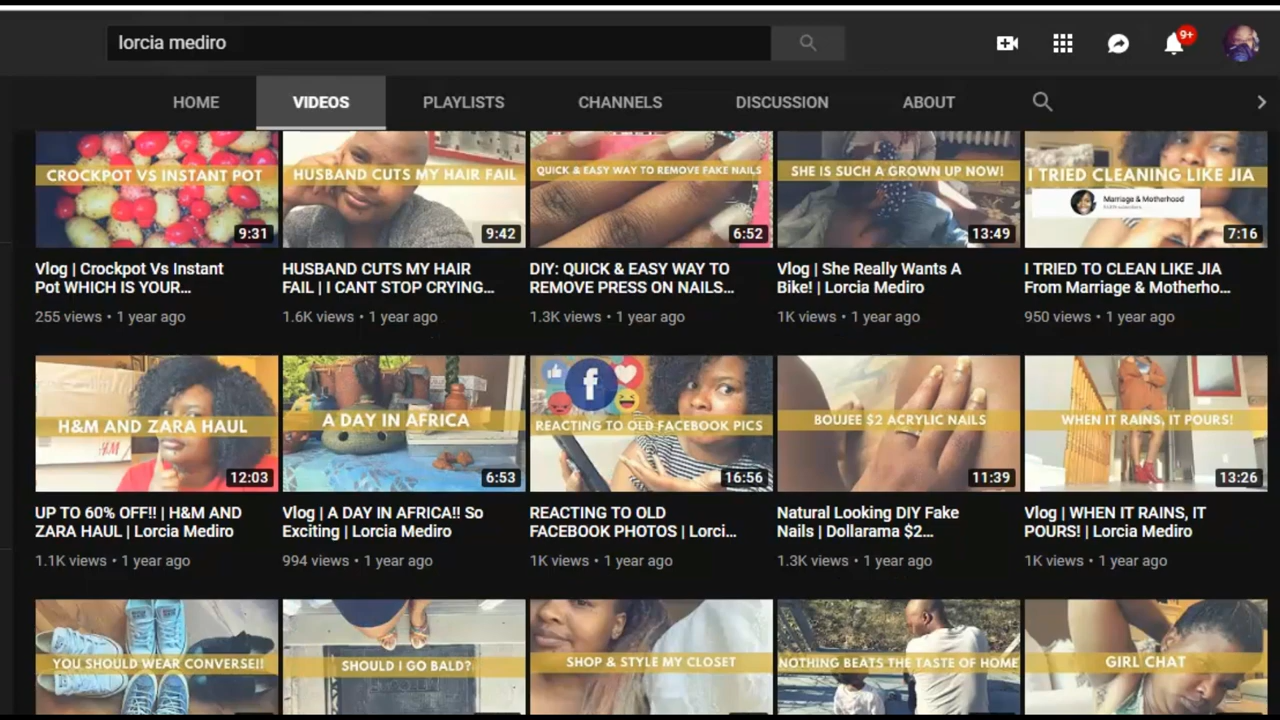 lorcia mediro
9+
HOME VIDEOS PLAYLISTS CHANNELS DISCUSSION ABOUT
CROCKPOT VS INSTANT POT
9:31
HUSBAND CUTS MY HAIR FAIL
9:42
QUICK & EASY WAY TO REMOVE FAKE NAILS
6:52
SHE IS SUCH A GROWN UP NOW!
13:49
I TRIED CLEANING LIKE JIA
Marriage & Motherhood
7:16
Vlog | Crockpot Vs Instant
Pot WHICH IS YOUR...
255 views • 1 year ago
HUSBAND CUTS MY HAIR
FAIL | I CANT STOP CRYING...
1.6K views • 1 year ago
DIY: QUICK & EASY WAY TO
REMOVE PRESS ON NAILS...
1.3K views • 1 year ago
Vlog | She Really Wants A
Bike! | Lorcia Mediro
1K views • 1 year ago
I TRIED TO CLEAN LIKE JIA
From Marriage & Motherho...
950 views • 1 year ago
H&M AND ZARA HAUL
H&M
12:03
A DAY IN AFRICA
6:53
REACTING TO OLD FACEBOOK PICS
16:56
BOUJEE $2 ACRYLIC NAILS
11:39
WHEN IT RAINS, IT POURS!
13:26
UP TO 60% OFF!! | H&M AND
ZARA HAUL | Lorcia Mediro
1.1K views • 1 year ago
Vlog | A DAY IN AFRICA!! So
Exciting | Lorcia Mediro
994 views • 1 year ago
REACTING TO OLD
FACEBOOK PHOTOS | Lorci...
1K views • 1 year ago
Natural Looking DIY Fake
Nails | Dollarama $2...
1.3K views • 1 year ago
Vlog | WHEN IT RAINS, IT
POURS! | Lorcia Mediro
1K views • 1 year ago
YOU SHOULD WEAR CONVERSE!!
SHOULD I GO BALD?
SHOP & STYLE MY CLOSET
NOTHING BEATS THE TASTE OF HOME
GIRL CHAT